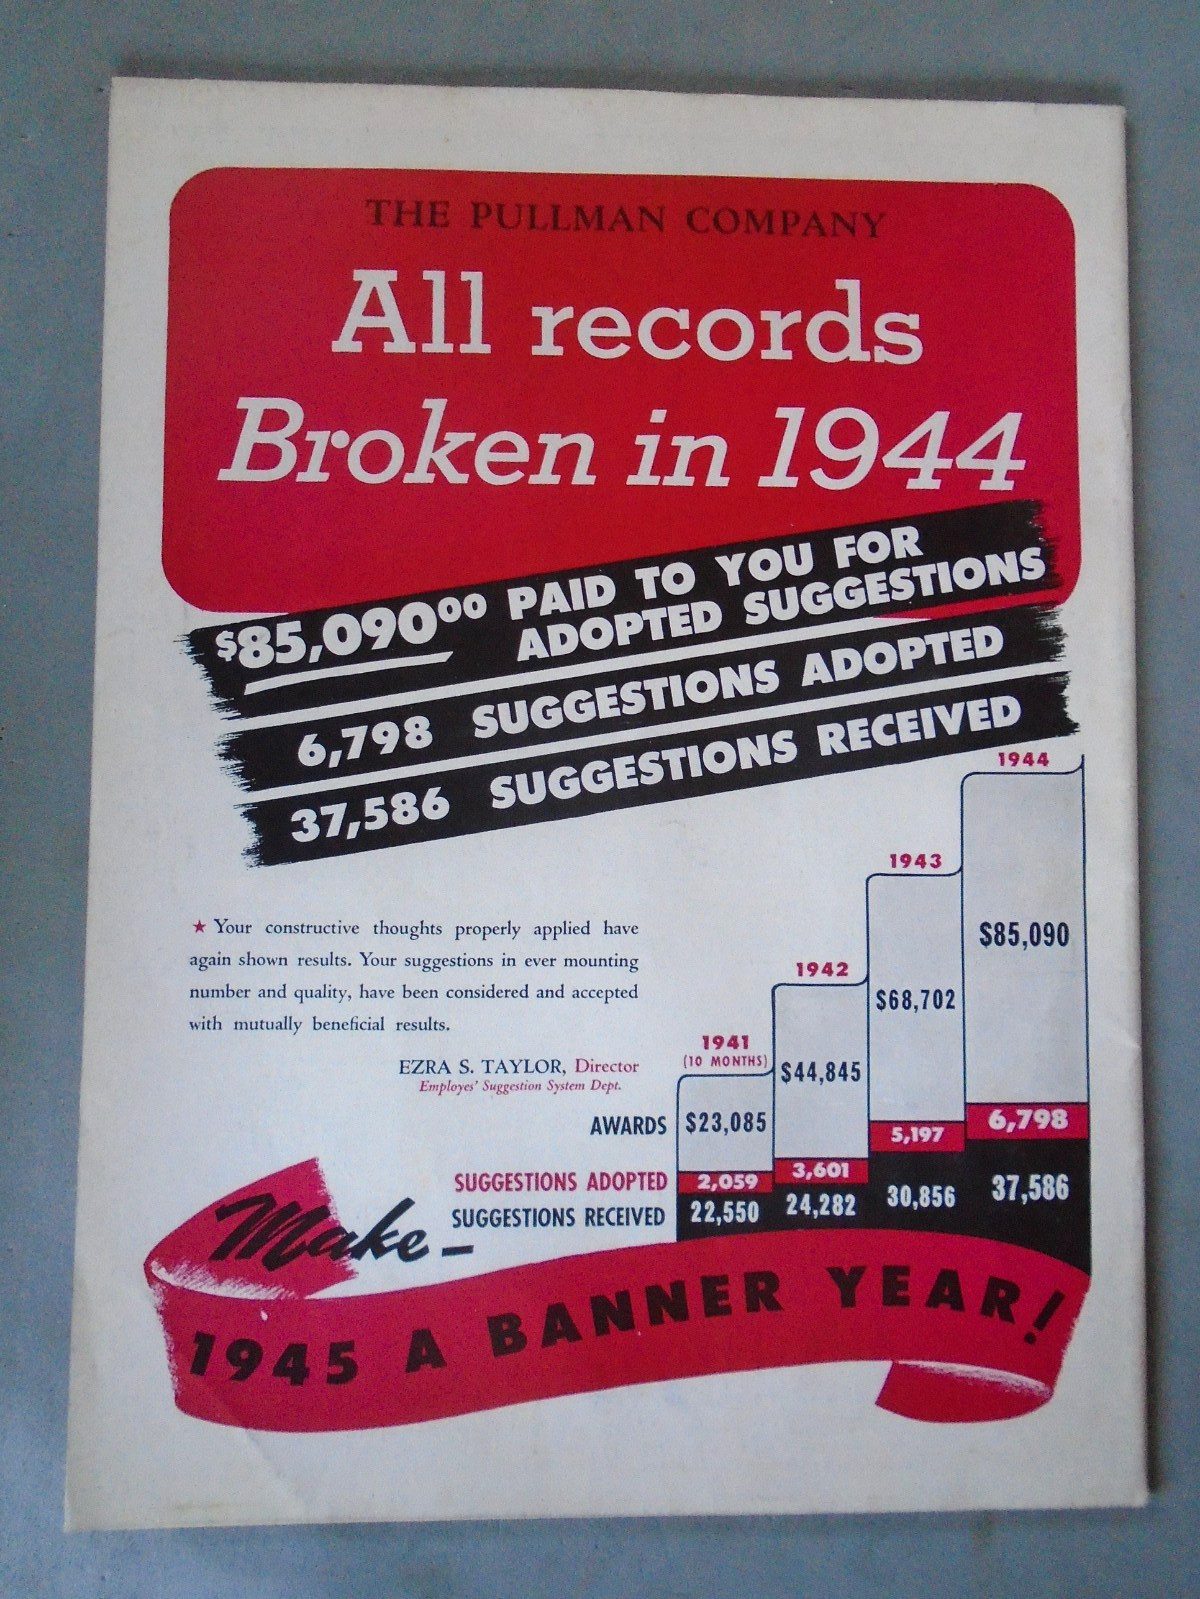 THE PULLMAN COMPANY
All records
Broken in 1944
$85,090⁰⁰ PAID TO YOU FOR
ADOPTED SUGGESTIONS
6,798 SUGGESTIONS ADOPTED
37,586 SUGGESTIONS RECEIVED
★ Your constructive thoughts properly applied have
again shown results. Your suggestions in ever mounting
number and quality, have been considered and accepted
with mutually beneficial results.
EZRA S. TAYLOR, Director
Employes' Suggestion System Dept.
1944
1943
1942
1941
(10 MONTHS)
AWARDS $23,085 $44,845 $68,702 $85,090
SUGGESTIONS ADOPTED 2,059 3,601 5,197 6,798
SUGGESTIONS RECEIVED 22,550 24,282 30,856 37,586
Make –
1945 A BANNER YEAR!